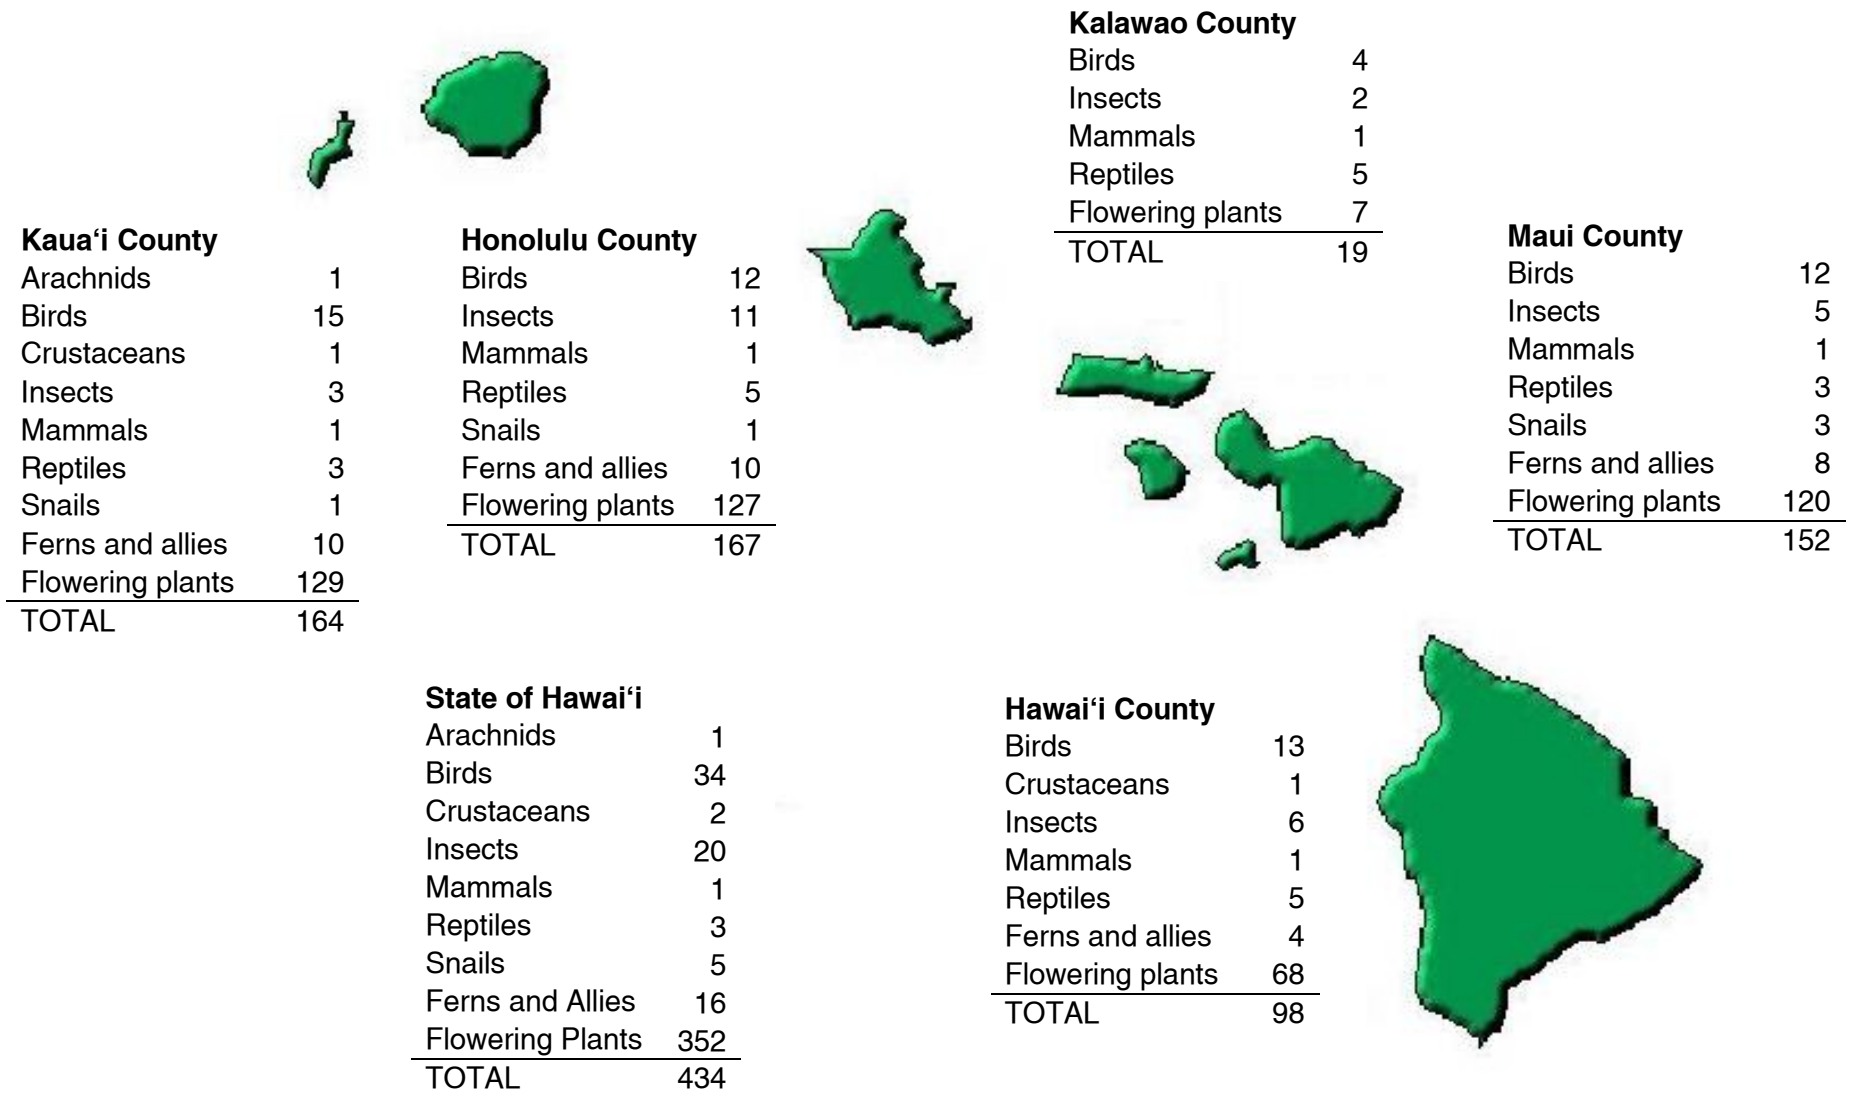 Kalawao County
Birds 4
Insects 2
Mammals 1
Reptiles 5
Flowering plants 7
TOTAL 19
Kaua‘i County
Arachnids 1
Birds 15
Crustaceans 1
Insects 3
Mammals 1
Reptiles 3
Snails 1
Ferns and allies 10
Flowering plants 129
TOTAL 164
Honolulu County
Birds 12
Insects 11
Mammals 1
Reptiles 5
Snails 1
Ferns and allies 10
Flowering plants 127
TOTAL 167
Maui County
Birds 12
Insects 5
Mammals 1
Reptiles 3
Snails 3
Ferns and allies 8
Flowering plants 120
TOTAL 152
State of Hawai‘i
Arachnids 1
Birds 34
Crustaceans 2
Insects 20
Mammals 1
Reptiles 3
Snails 5
Ferns and Allies 16
Flowering Plants 352
TOTAL 434
Hawai‘i County
Birds 13
Crustaceans 1
Insects 6
Mammals 1
Reptiles 5
Ferns and allies 4
Flowering plants 68
TOTAL 98